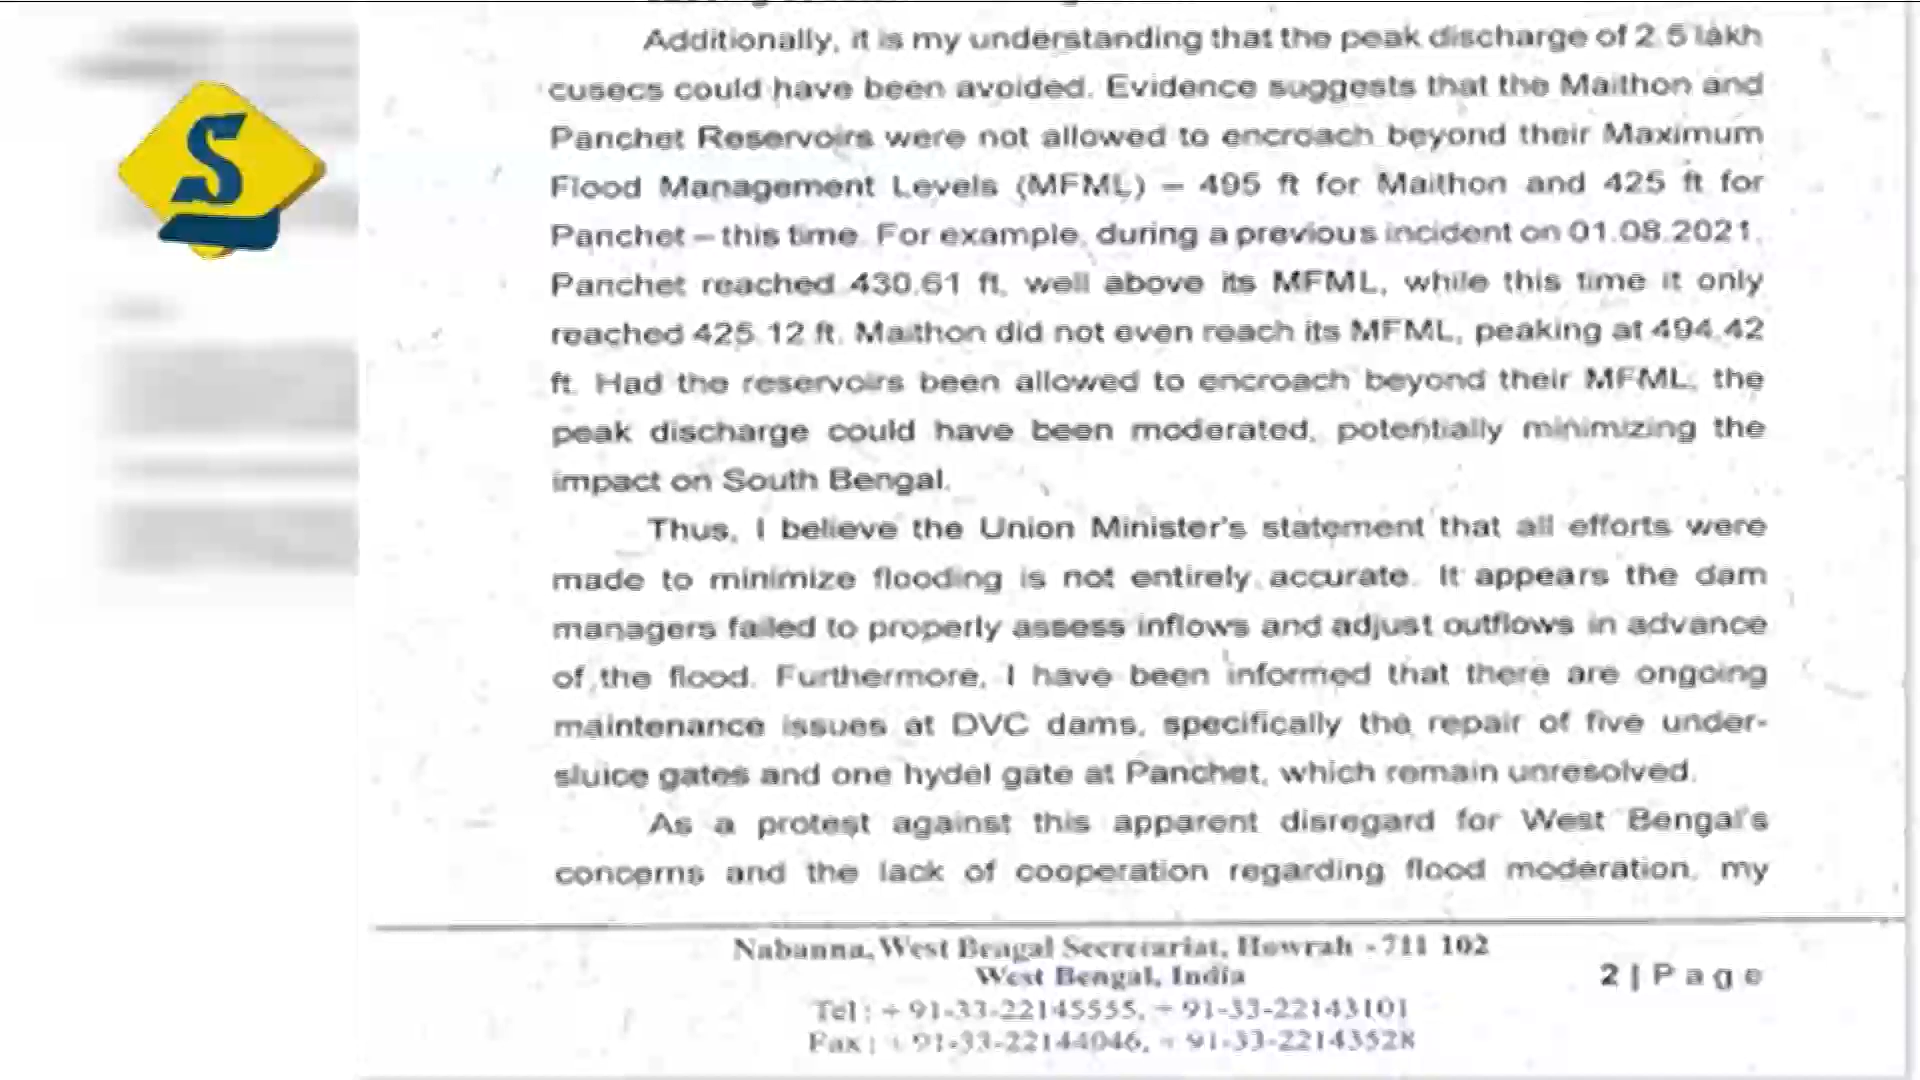 Additionally, it is my understanding that the peak discharge of 2.5 lakh
cusecs could have been avoided. Evidence suggests that the Maithon and
Panchet Reservoirs were not allowed to encroach beyond their Maximum
Flood Management Levels (MFML) – 495 ft for Maithon and 425 ft for
Panchet – this time. For example, during a previous incident on 01.08.2021,
Panchet reached 430.61 ft, well above its MFML, while this time it only
reached 425.12 ft. Maithon did not even reach its MFML, peaking at 494.42
ft. Had the reservoirs been allowed to encroach beyond their MFML, the
peak discharge could have been moderated, potentially minimizing the
impact on South Bengal.
Thus, I believe the Union Minister's statement that all efforts were
made to minimize flooding is not entirely accurate. It appears the dam
managers failed to properly assess inflows and adjust outflows in advance
of the flood. Furthermore, I have been informed that there are ongoing
maintenance issues at DVC dams, specifically the repair of five under-
sluice gates and one hydel gate at Panchet, which remain unresolved.
As a protest against this apparent disregard for West Bengal's
concerns and the lack of cooperation regarding flood moderation, my
Nabanna, West Bengal Secretariat, Howrah - 711 102
West Bengal, India
2 | Page
Tel : + 91-33-22145555, + 91-33-22143101
Fax : + 91-33-22144046, + 91-33-22143528
S